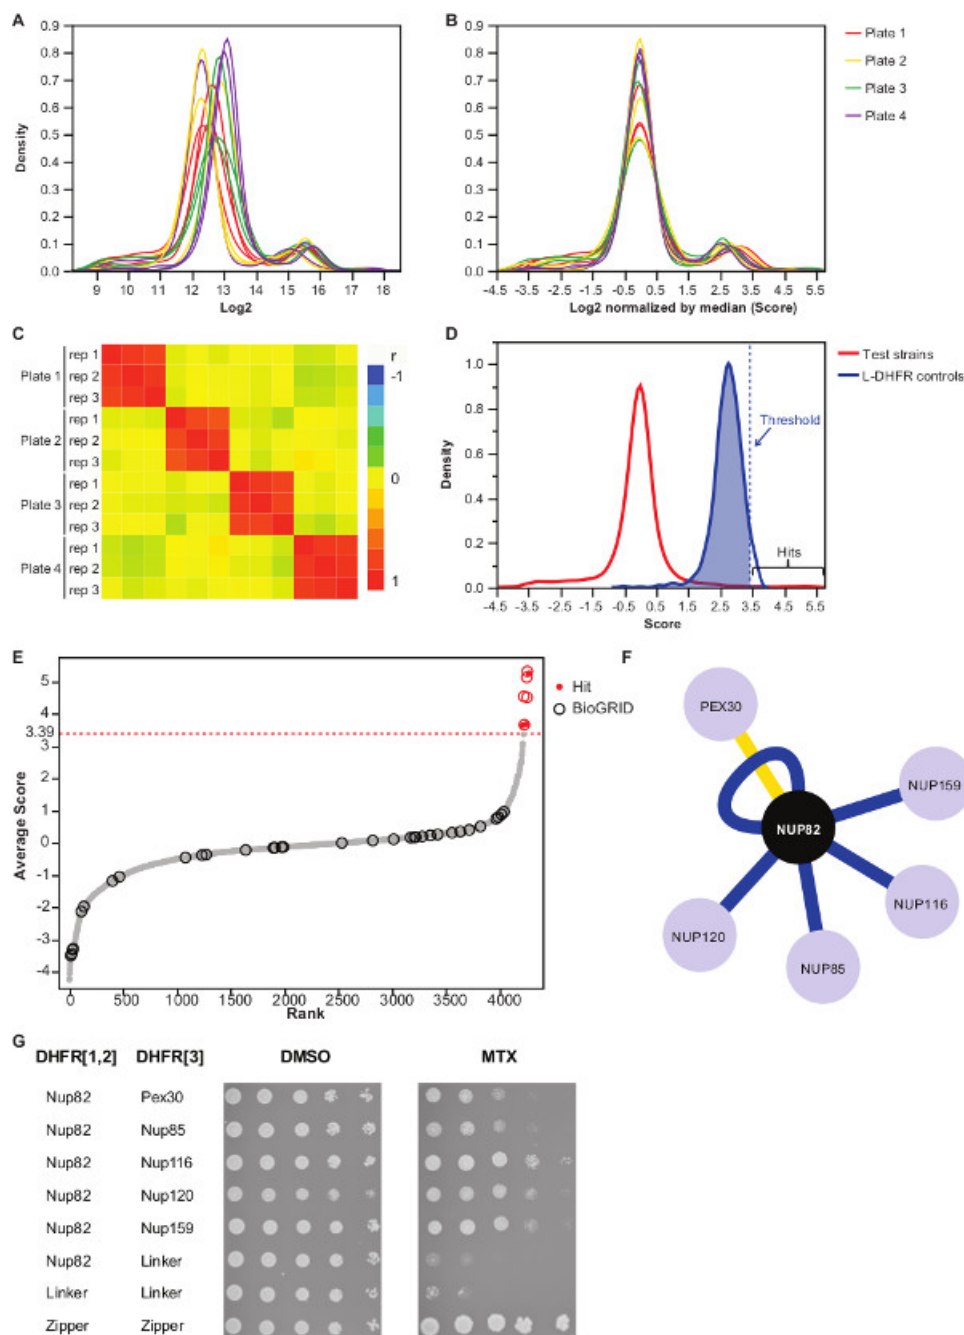 A
0.9
0.8
0.7
0.6
0.5
0.4
0.3
0.2
0.1
0.0
Density
9 10 11 12 13 14 15 16 17 18
Log2
B
0.9
0.8
0.7
0.6
0.5
0.4
0.3
0.2
0.1
0.0
-4.5 -3.5 -2.5 -1.5 -0.5 0.5 1.5 2.5 3.5 4.5 5.5
Log2 normalized by median (Score)
Plate 1
Plate 2
Plate 3
Plate 4
C
Plate 1
rep 1
rep 2
rep 3
Plate 2
rep 1
rep 2
rep 3
Plate 3
rep 1
rep 2
rep 3
Plate 4
rep 1
rep 2
rep 3
r
-1
0
1
D
1.0
0.8
0.6
0.4
0.2
0.0
Density
-4.5 -3.5 -2.5 -1.5 -0.5 0.5 1.5 2.5 3.5 4.5 5.5
Score
Threshold
Hits
Test strains
L-DHFR controls
E
5
4
3.39
3
2
1
0
-1
-2
-3
-4
Average Score
0 500 1000 1500 2000 2500 3000 3500 4000
Rank
Hit
BioGRID
F
PEX30
NUP159
NUP82
NUP116
NUP120
NUP85
G
DHFR[1,2] DHFR[3] DMSO MTX
Nup82 Pex30
Nup82 Nup85
Nup82 Nup116
Nup82 Nup120
Nup82 Nup159
Nup82 Linker
Linker Linker
Zipper Zipper